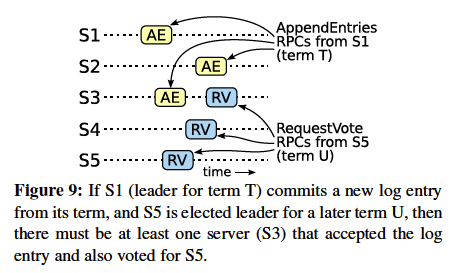 S1 AE AppendEntries
RPCs from S1
S2 AE (term T)
S3 AE RV
S4 RV RequestVote
RPCs from S5
S5 RV (term U)
time
Figure 9: If S1 (leader for term T) commits a new log entry
from its term, and S5 is elected leader for a later term U, then
there must be at least one server (S3) that accepted the log
entry and also voted for S5.